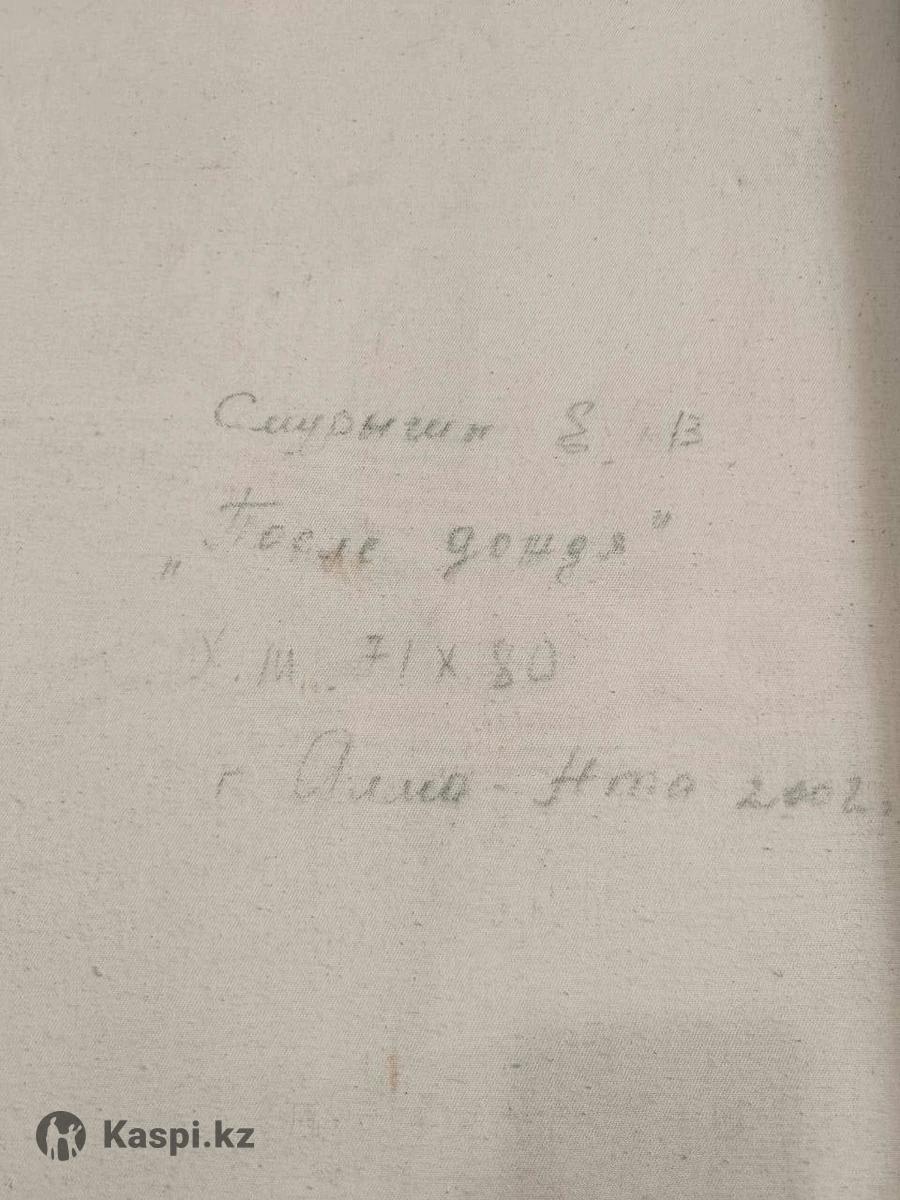 Смурыгин Е. В
„После дождя"
Х. м. 71 х 80
г Алма-Ата 2002.
Kaspi.kz